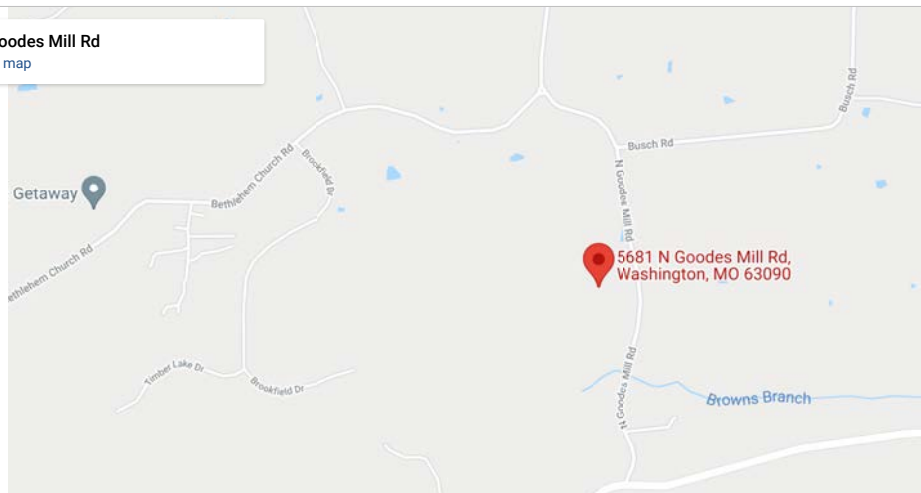 oodes Mill Rd
map
Busch Rd
Busch Rd
Bethlehem Church Rd
Brookfield Dr
N Goodes Mill Rd
Getaway
ethlehem Church Rd
5681 N Goodes Mill Rd,
Washington, MO 63090
Timber Lake Dr
Brookfield Dr
N Goodes Mill Rd
Browns Branch